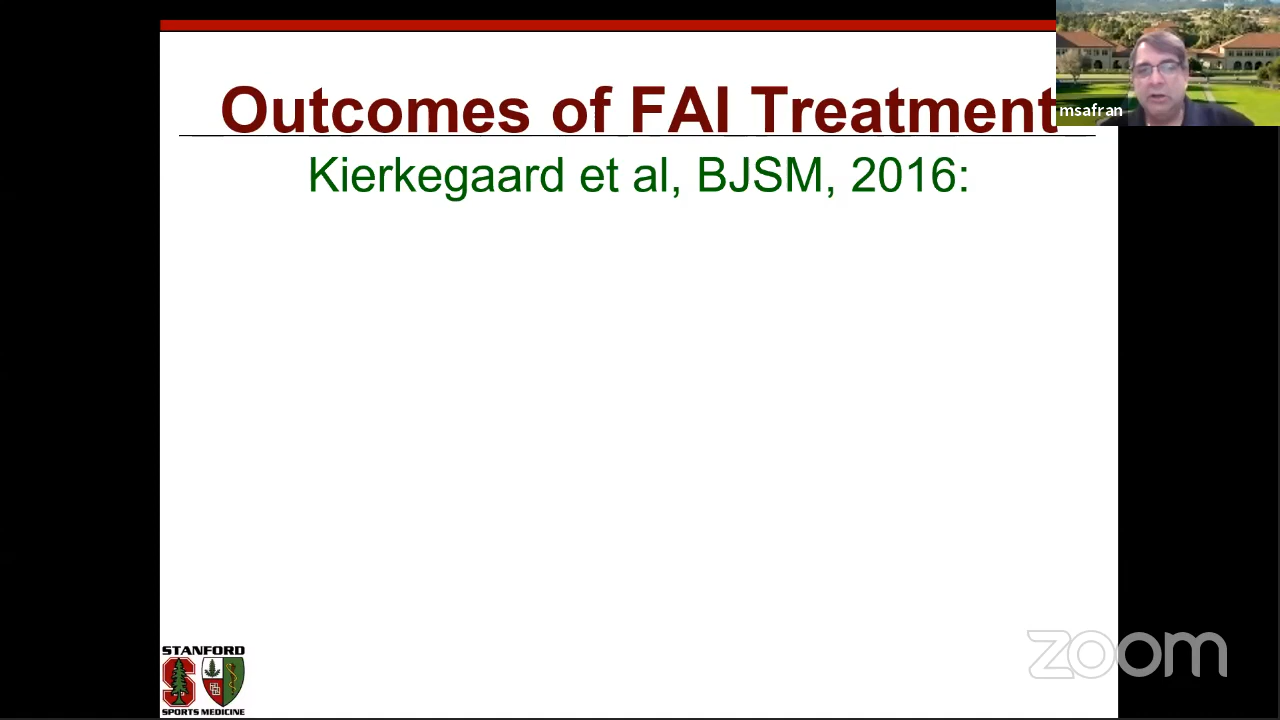 Outcomes of FAI Treatment
msafran
Kierkegaard et al, BJSM, 2016:
STANFORD
S
SPORTS MEDICINE
zoom